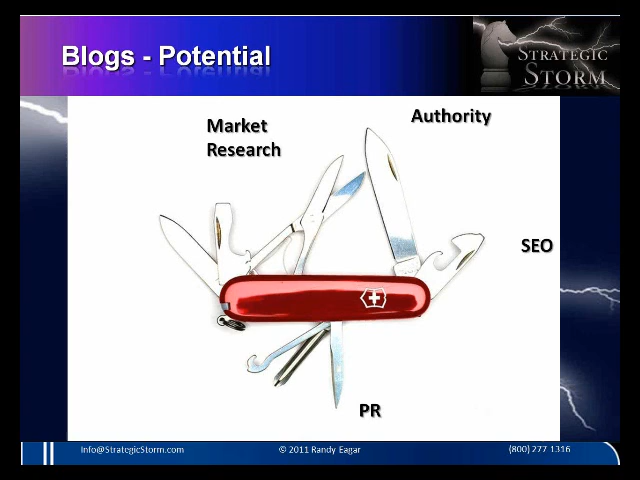 Blogs - Potential
STRATEGIC
STORM
Authority
Market
Research
SEO
PR
Info@StrategicStorm.com
© 2011 Randy Eagar
(800) 277 1316